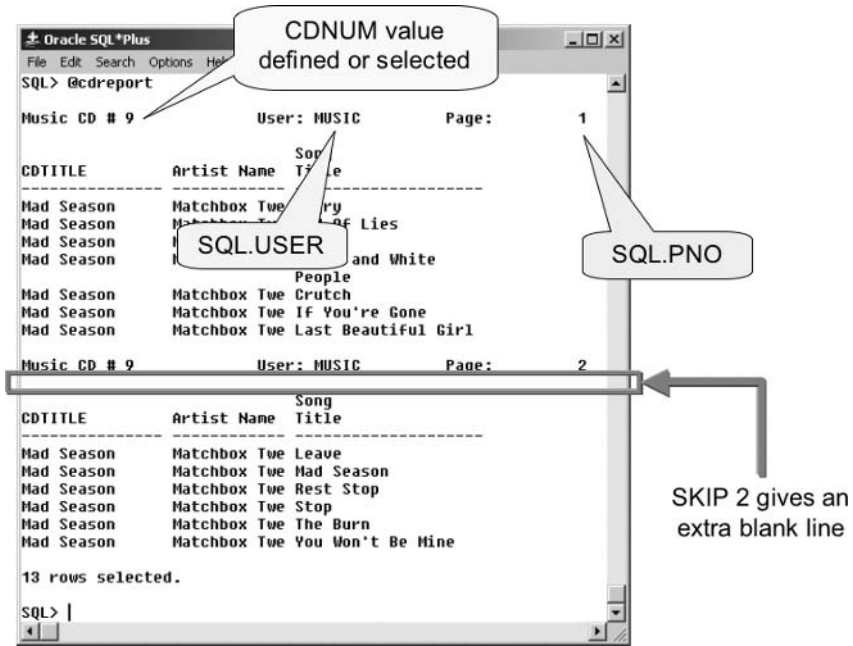 Oracle SQL*Plus
CDNUM value
defined or selected
File Edit Search Options
SQL> @cdreport
Music CD # 9 User: MUSIC Page: 1
Song
CDTITLE Artist Name Title
Mad Season Matchbox Twe
Mad Season Of Lies
Mad Season
Mad Season and White
People
SQL.USER
SQL.PNO
Mad Season Matchbox Twe Crutch
Mad Season Matchbox Twe If You're Gone
Mad Season Matchbox Twe Last Beautiful Girl
Music CD # 9 User: MUSIC Page: 2
Song
CDTITLE Artist Name Title
Mad Season Matchbox Twe Leave
Mad Season Matchbox Twe Mad Season
Mad Season Matchbox Twe Rest Stop
Mad Season Matchbox Twe Stop
Mad Season Matchbox Twe The Burn
Mad Season Matchbox Twe You Won't Be Mine
SKIP 2 gives an
extra blank line
13 rows selected.
SQL>